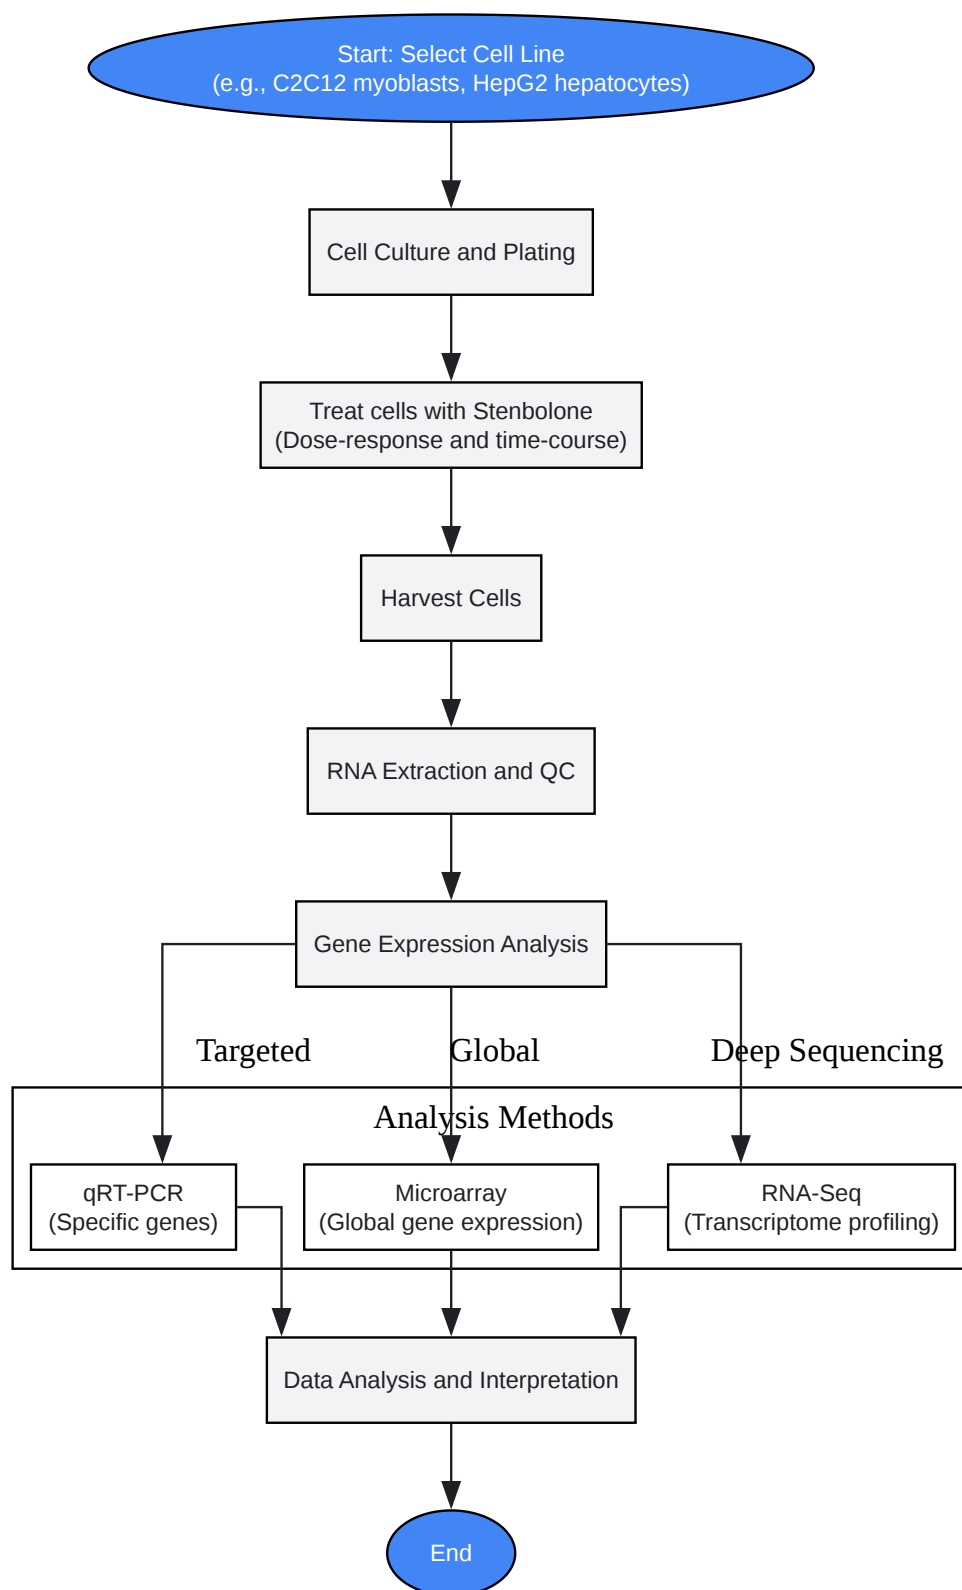 Start: Select Cell Line
(e.g., C2C12 myoblasts, HepG2 hepatocytes)
Cell Culture and Plating
Treat cells with Stenbolone
(Dose-response and time-course)
Harvest Cells
RNA Extraction and QC
Gene Expression Analysis
Targeted
Global
Deep Sequencing
Analysis Methods
qRT-PCR
(Specific genes)
Microarray
(Global gene expression)
RNA-Seq
(Transcriptome profiling)
Data Analysis and Interpretation
End